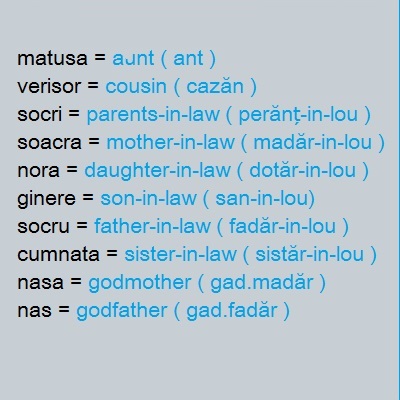 matusa = aunt ( ant )
verisor = cousin ( cazăn )
socri = parents-in-law ( perănț-in-lou )
soacra = mother-in-law ( madăr-in-lou )
nora = daughter-in-law ( dotăr-in-lou )
ginere = son-in-law ( san-in-lou)
socru = father-in-law ( fadăr-in-lou )
cumnata = sister-in-law ( sistăr-in-lou )
nasa = godmother ( gad.madăr )
nas = godfather ( gad.fadăr )